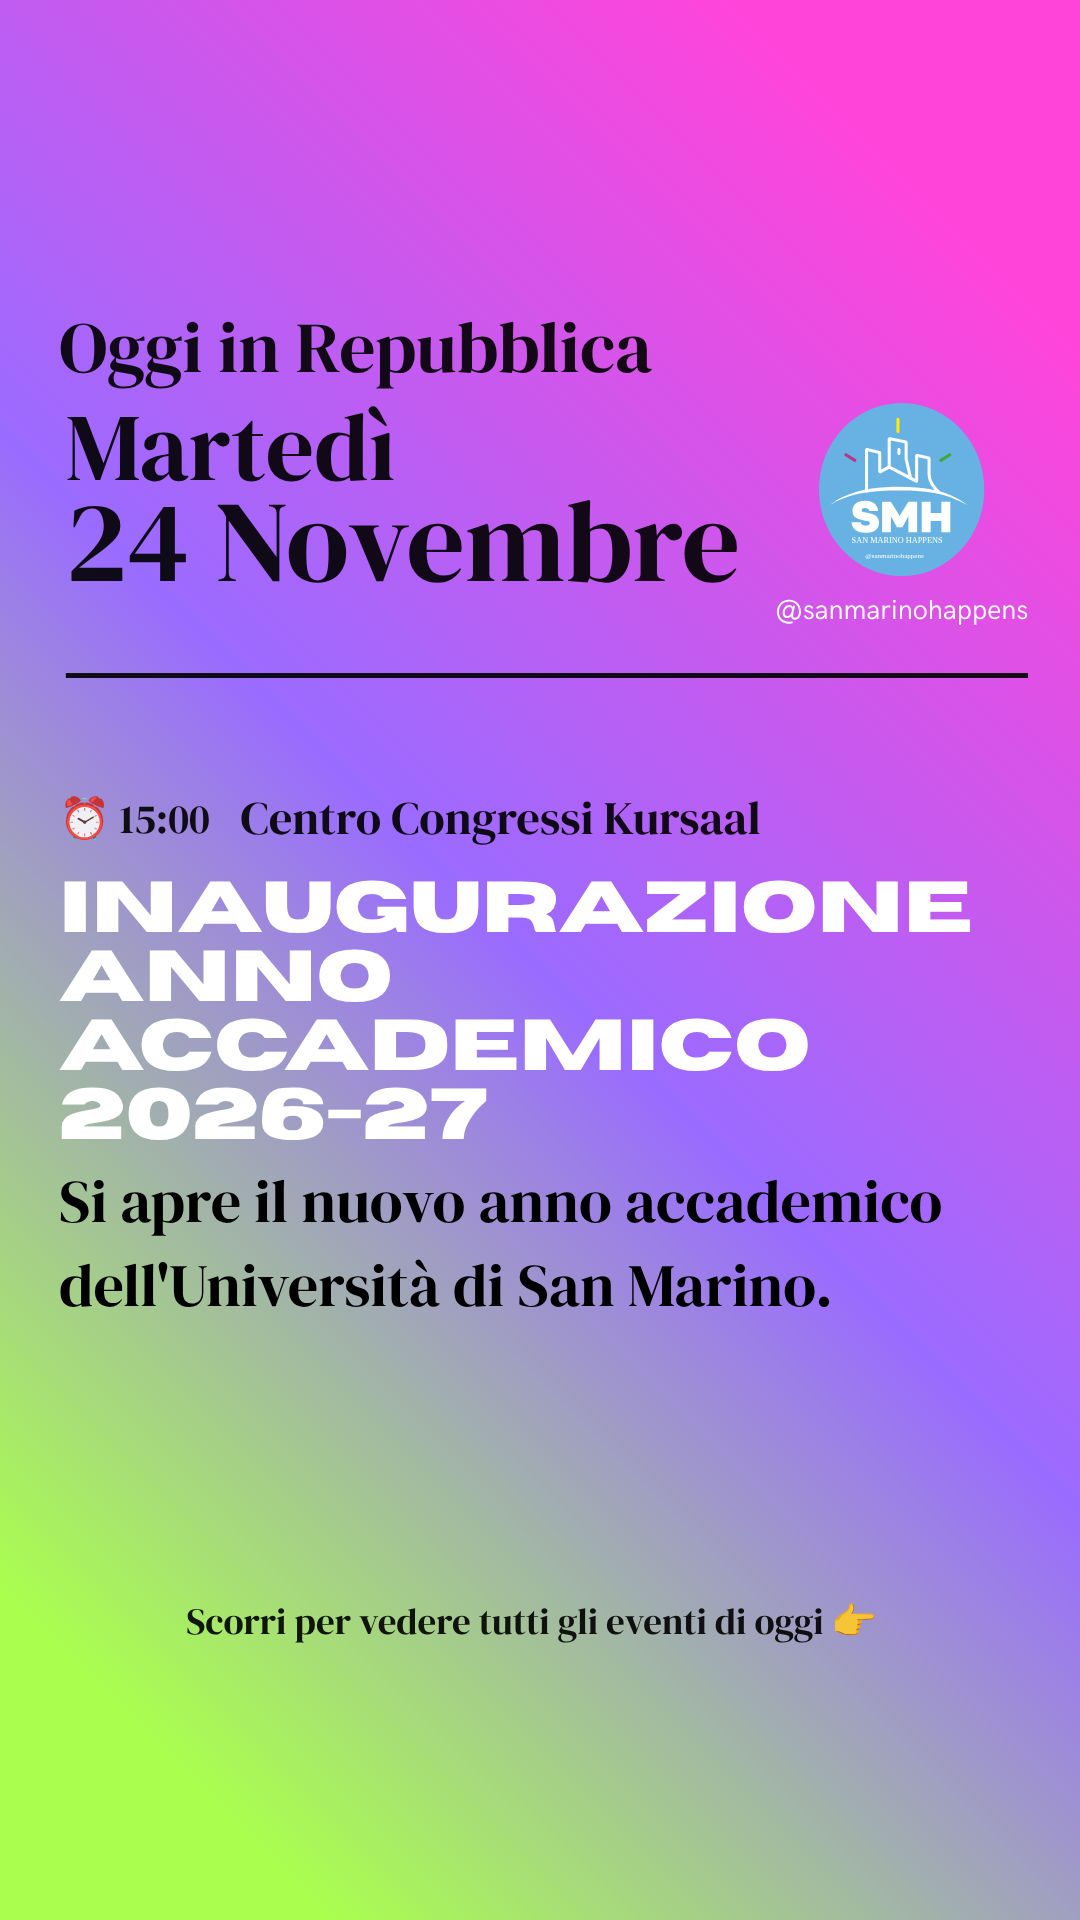 Oggi in Repubblica
Martedì
24 Novembre
SMH
SAN MARINO HAPPENS
@sanmarinohappens
@sanmarinohappens
⏰ 15:00 Centro Congressi Kursaal
INAUGURAZIONE
ANNO
ACCADEMICO
2026-27
Si apre il nuovo anno accademico
dell'Università di San Marino.
Scorri per vedere tutti gli eventi di oggi 👉